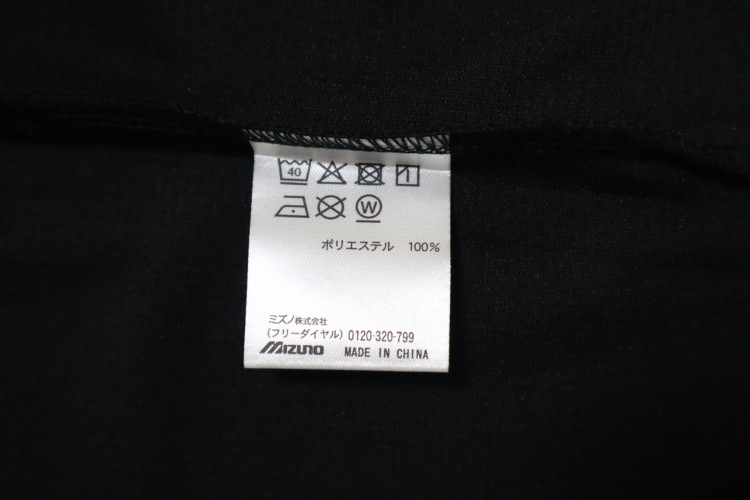 40
W
ポリエステル 100%
ミズノ株式会社
(フリーダイヤル) 0120-320-799
MIZUNO MADE IN CHINA